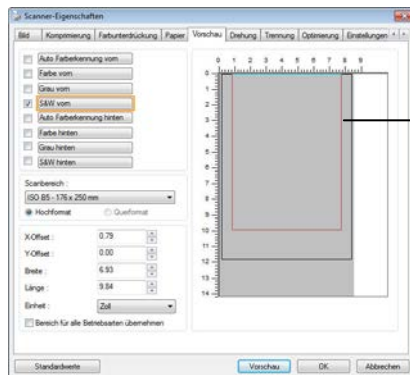 Scanner-Eigenschaften
Bild Komprimierung Farbunterdrückung Papier Vorschau Drehung Trennung Optimierung Einstellungen
Auto Farberkennung vorn
Farbe vorn
Grau vorn
S&W vorn
Auto Farberkennung hinten
Farbe hinten
Grau hinten
S&W hinten
Scanbereich :
ISO B5 - 176 x 250 mm
Hochformat Querformat
X-Offset : 0.79
Y-Offset : 0.00
Breite : 6.93
Länge : 9.84
Einheit : Zoll
Bereich für alle Betriebsarten übernehmen
0 1 2 3 4 5 6 7 8 9
0
1
2
3
4
5
6
7
8
9
10
11
12
13
14
Standardwerte Vorschau OK Abbrechen